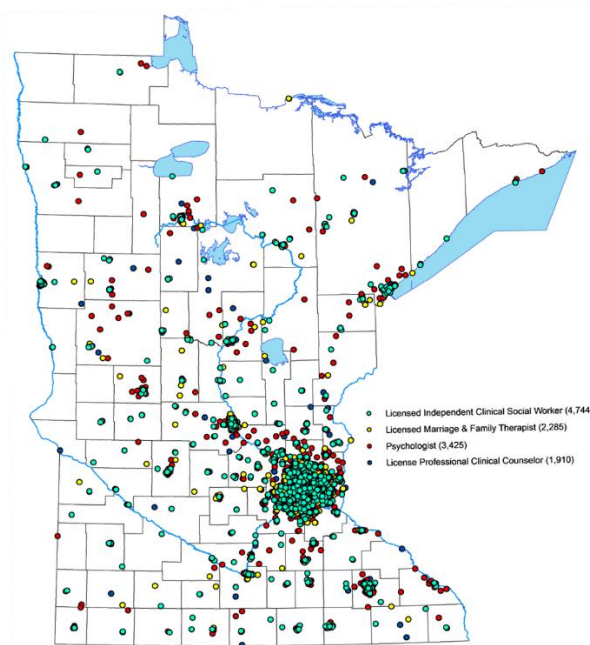 Licensed Independent Clinical Social Worker (4,744
Licensed Marriage & Family Therapist (2,285)
Psychologist (3,425)
License Professional Clinical Counselor (1,910)